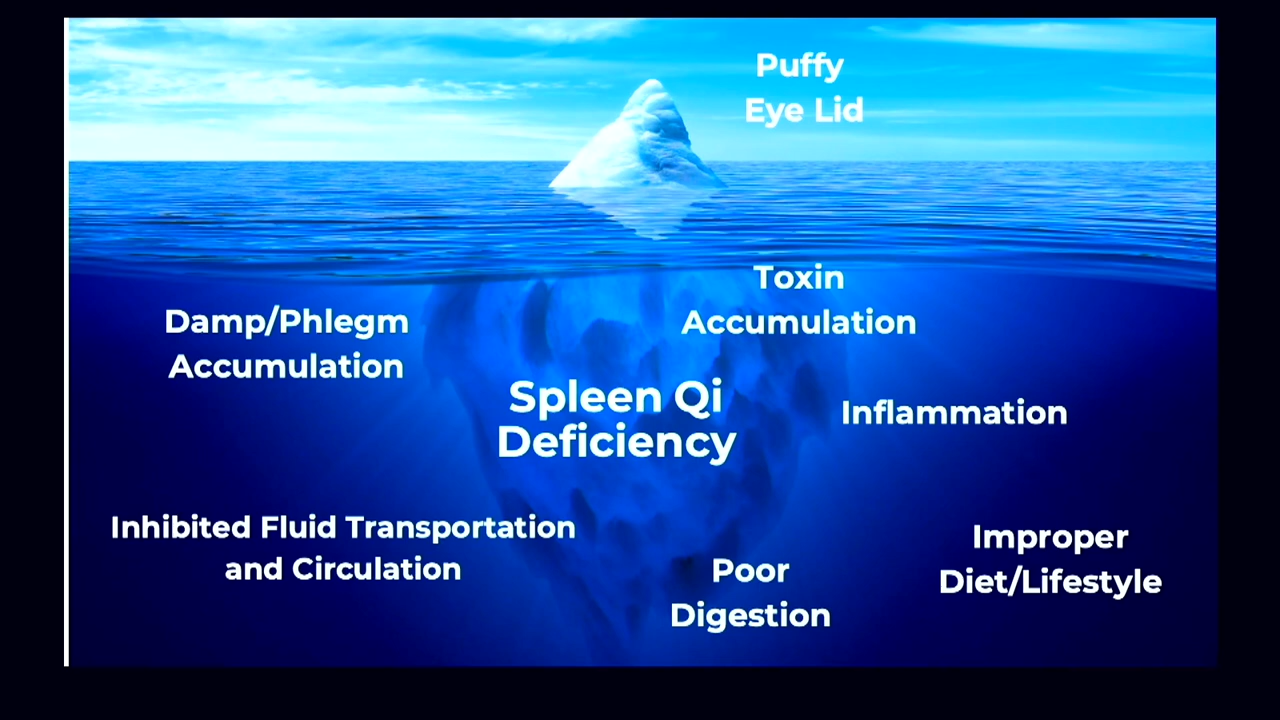 Puffy
Eye Lid
Toxin
Accumulation
Damp/Phlegm
Accumulation
Spleen Qi
Deficiency
Inflammation
Inhibited Fluid Transportation
and Circulation
Poor
Digestion
Improper
Diet/Lifestyle